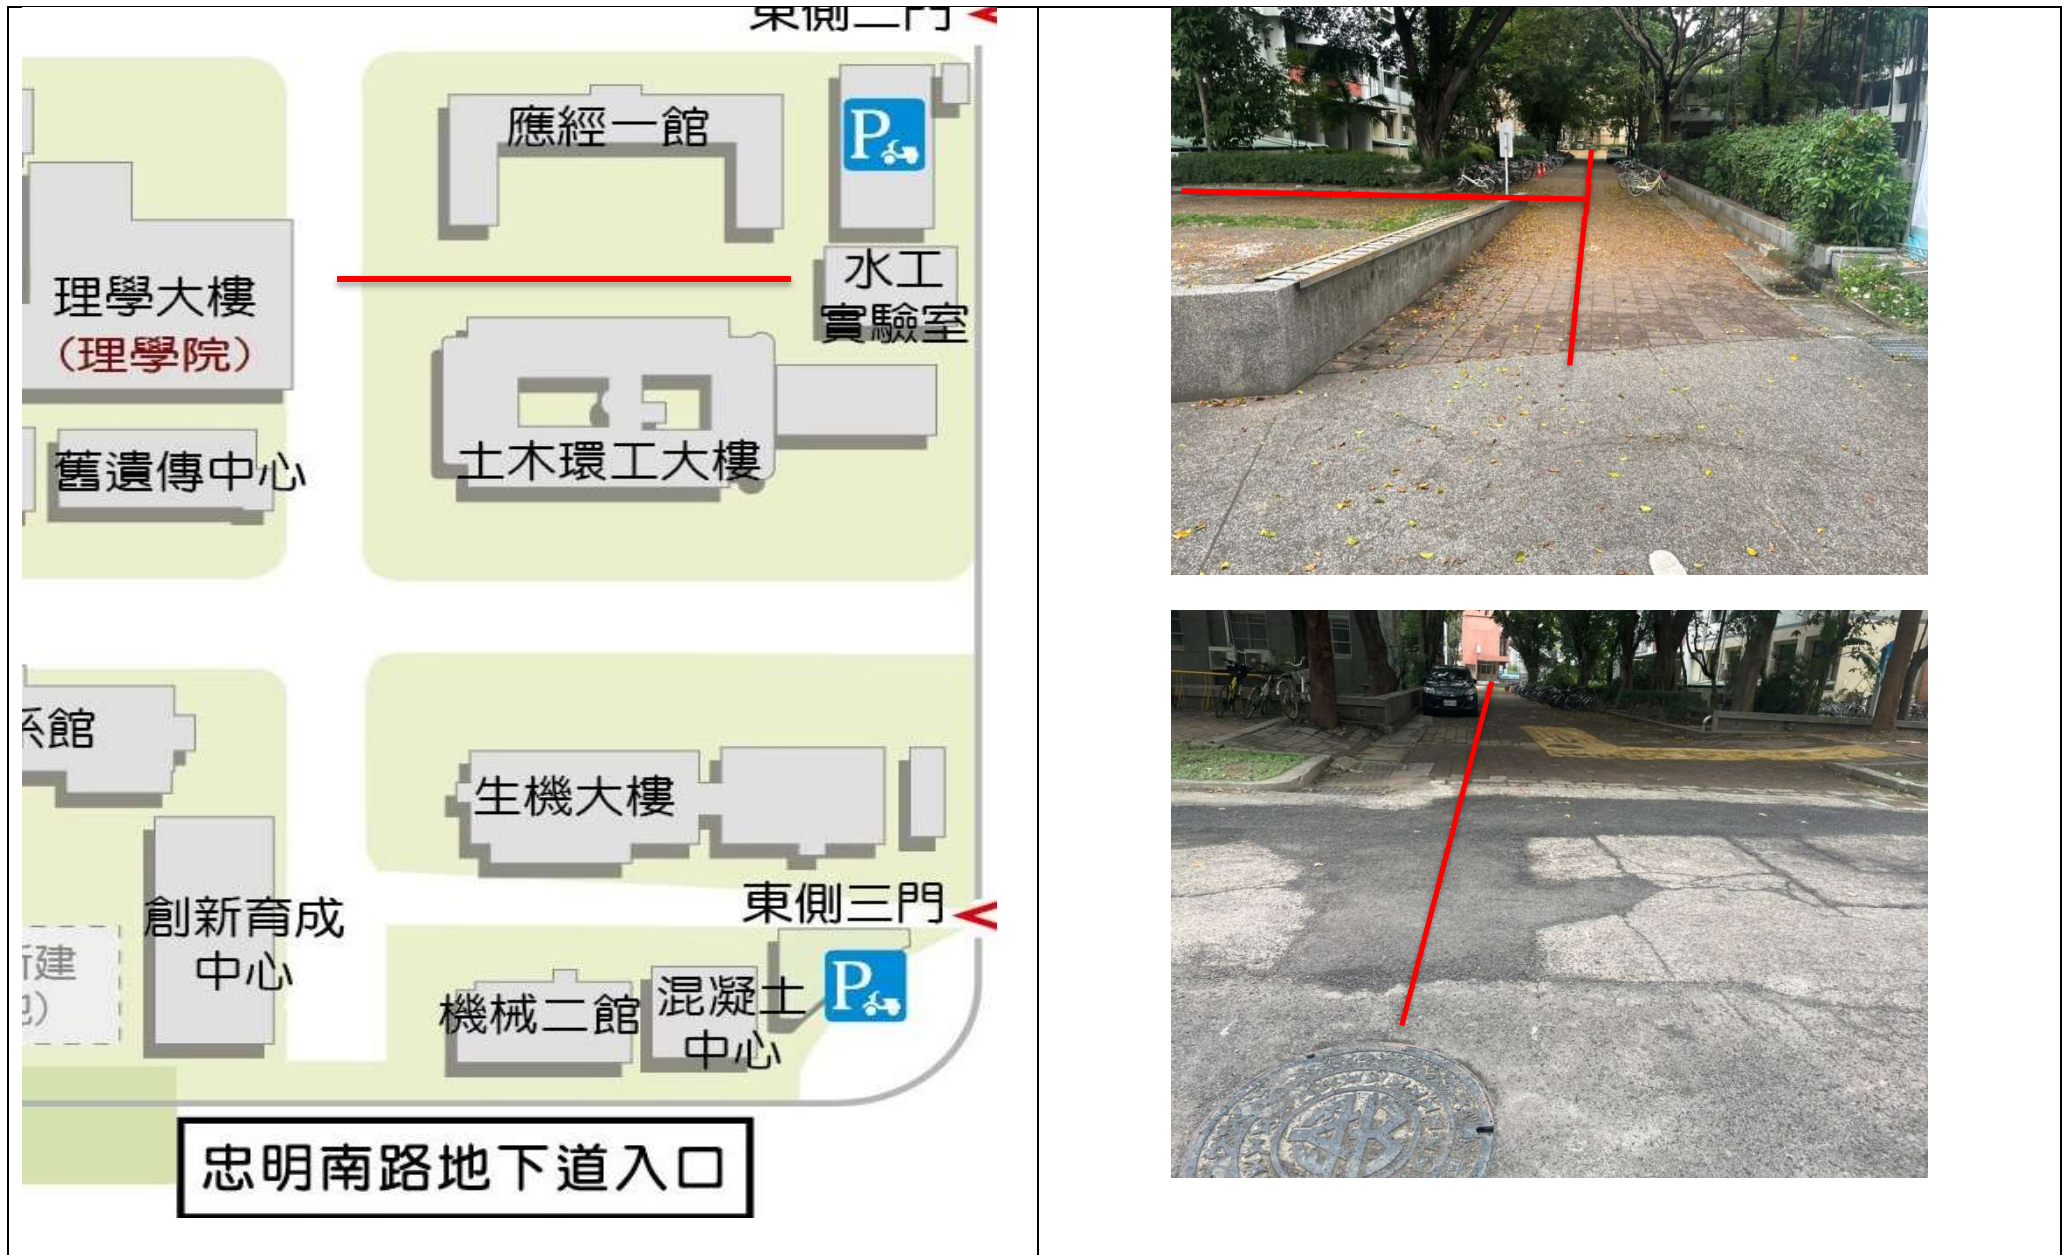 東側二門
應經一館
P
水工
實驗室
理學大樓
(理學院)
土木環工大樓
舊遺傳中心
系館
生機大樓
東側三門
創新育成
中心
新建
機械二館
混凝土
中心
P
忠明南路地下道入口